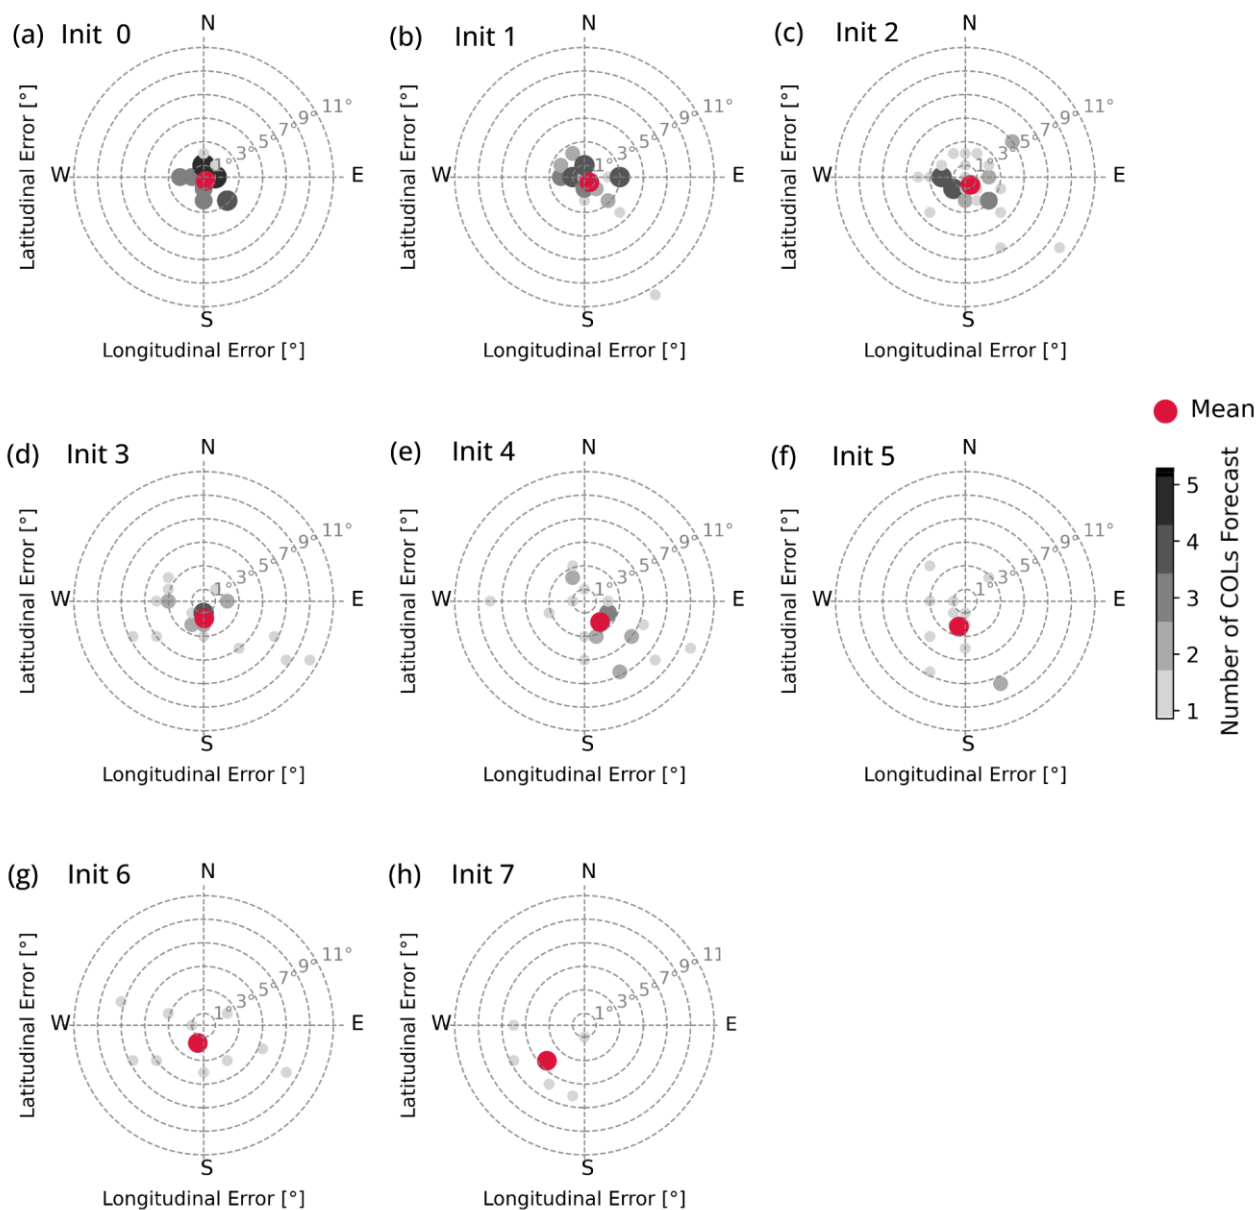 (a) Init 0
N
W
E
S
1° 3° 5° 7° 9° 11°
Latitudinal Error [°]
Longitudinal Error [°]
(b) Init 1
N
W
E
S
1° 3° 5° 7° 9° 11°
Latitudinal Error [°]
Longitudinal Error [°]
(c) Init 2
N
W
E
S
1° 3° 5° 7° 9° 11°
Latitudinal Error [°]
Longitudinal Error [°]
(d) Init 3
N
W
E
S
1° 3° 5° 7° 9° 11°
Latitudinal Error [°]
Longitudinal Error [°]
(e) Init 4
N
W
E
S
1° 3° 5° 7° 9° 11°
Latitudinal Error [°]
Longitudinal Error [°]
(f) Init 5
N
W
E
S
1° 3° 5° 7° 9° 11°
Latitudinal Error [°]
Longitudinal Error [°]
Mean
5
4
3
2
1
Number of COLs Forecast
(g) Init 6
N
W
E
S
1° 3° 5° 7° 9° 11°
Latitudinal Error [°]
Longitudinal Error [°]
(h) Init 7
N
W
E
S
1° 3° 5° 7° 9° 11
Latitudinal Error [°]
Longitudinal Error [°]